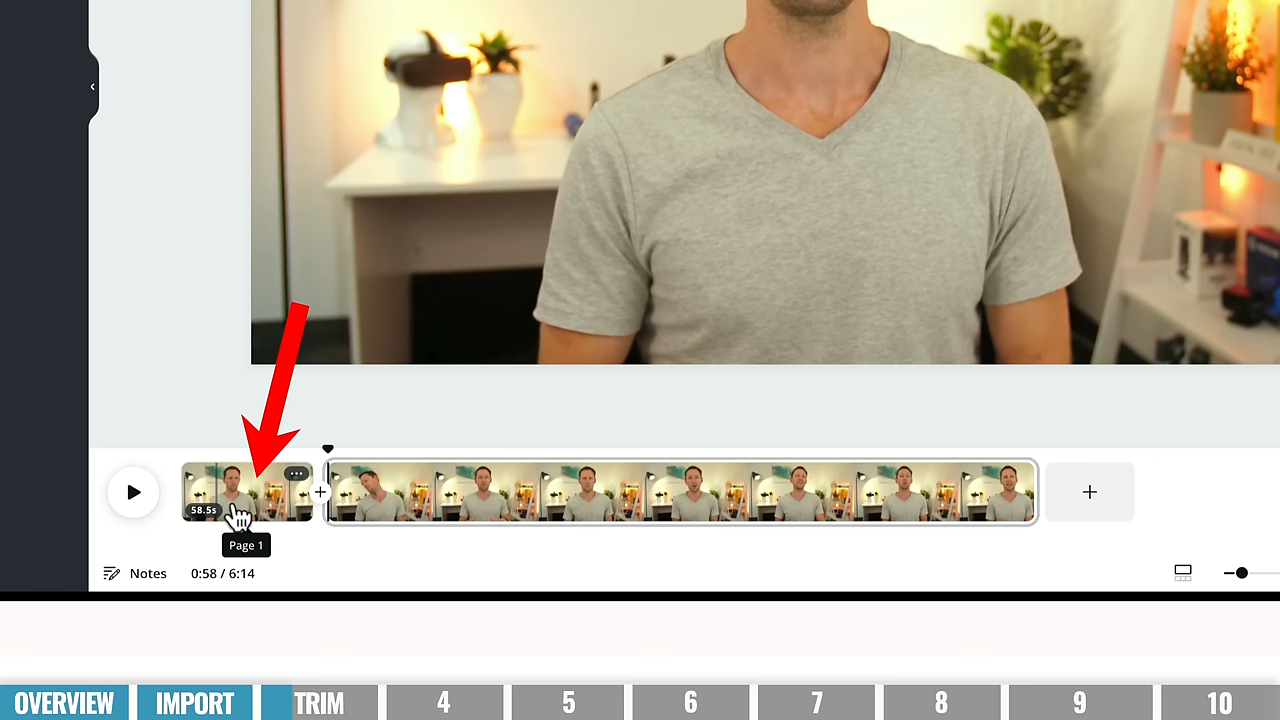 58.5s
Page 1
Notes 0:58 / 6:14
OVERVIEW IMPORT TRIM 4 5 6 7 8 9 10